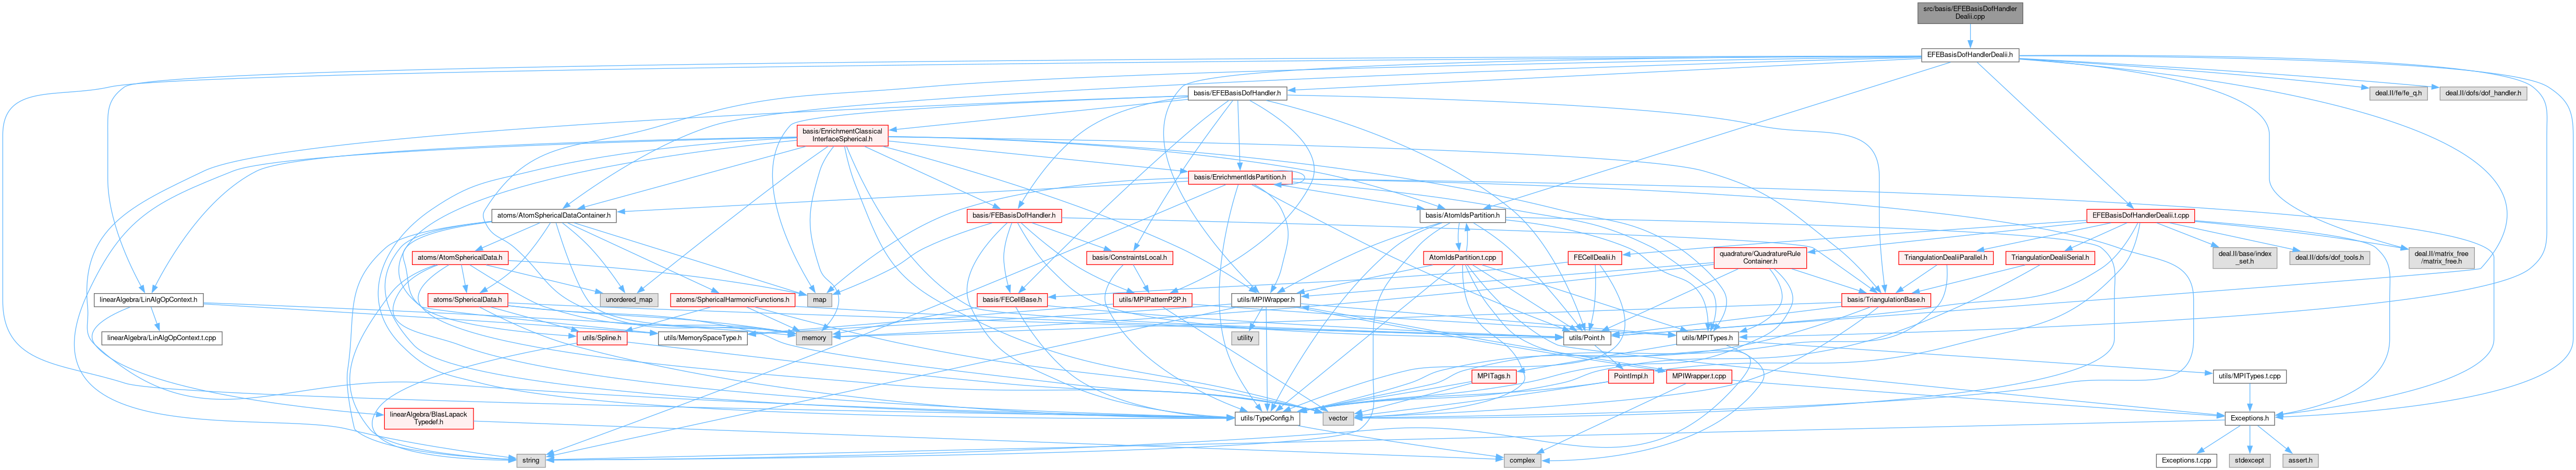 src/basis/EFEBasisDofHandler
Dealii.cpp
EFEBasisDofHandlerDealii.h
basis/EFEBasisDofHandler.h
deal.II/fe/fe_q.h
deal.II/dofs/dof_handler.h
basis/EnrichmentClassical
InterfaceSpherical.h
basis/EnrichmentIdsPartition.h
atoms/AtomSphericalDataContainer.h
basis/FEBasisDofHandler.h
basis/AtomIdsPartition.h
EFEBasisDofHandlerDealii.t.cpp
atoms/AtomSphericalData.h
basis/ConstraintsLocal.h
AtomIdsPartition.t.cpp
FECellDealii.h
quadrature/QuadratureRule
Container.h
TriangulationDealiiParallel.h
TriangulationDealiiSerial.h
deal.II/base/index
_set.h
deal.II/dofs/dof_tools.h
deal.II/matrix_free
/matrix_free.h
linearAlgebra/LinAlgOpContext.h
atoms/SphericalData.h
unordered_map
atoms/SphericalHarmonicFunctions.h
map
basis/FECellBase.h
utils/MPIPatternP2P.h
utils/MPIWrapper.h
basis/TriangulationBase.h
linearAlgebra/LinAlgOpContext.t.cpp
utils/Spline.h
utils/MemorySpaceType.h
memory
utility
utils/Point.h
utils/MPITypes.h
MPITags.h
PointImpl.h
MPIWrapper.t.cpp
utils/MPITypes.t.cpp
linearAlgebra/BlasLapack
Typedef.h
utils/TypeConfig.h
vector
Exceptions.h
string
complex
Exceptions.t.cpp
stdexcept
assert.h